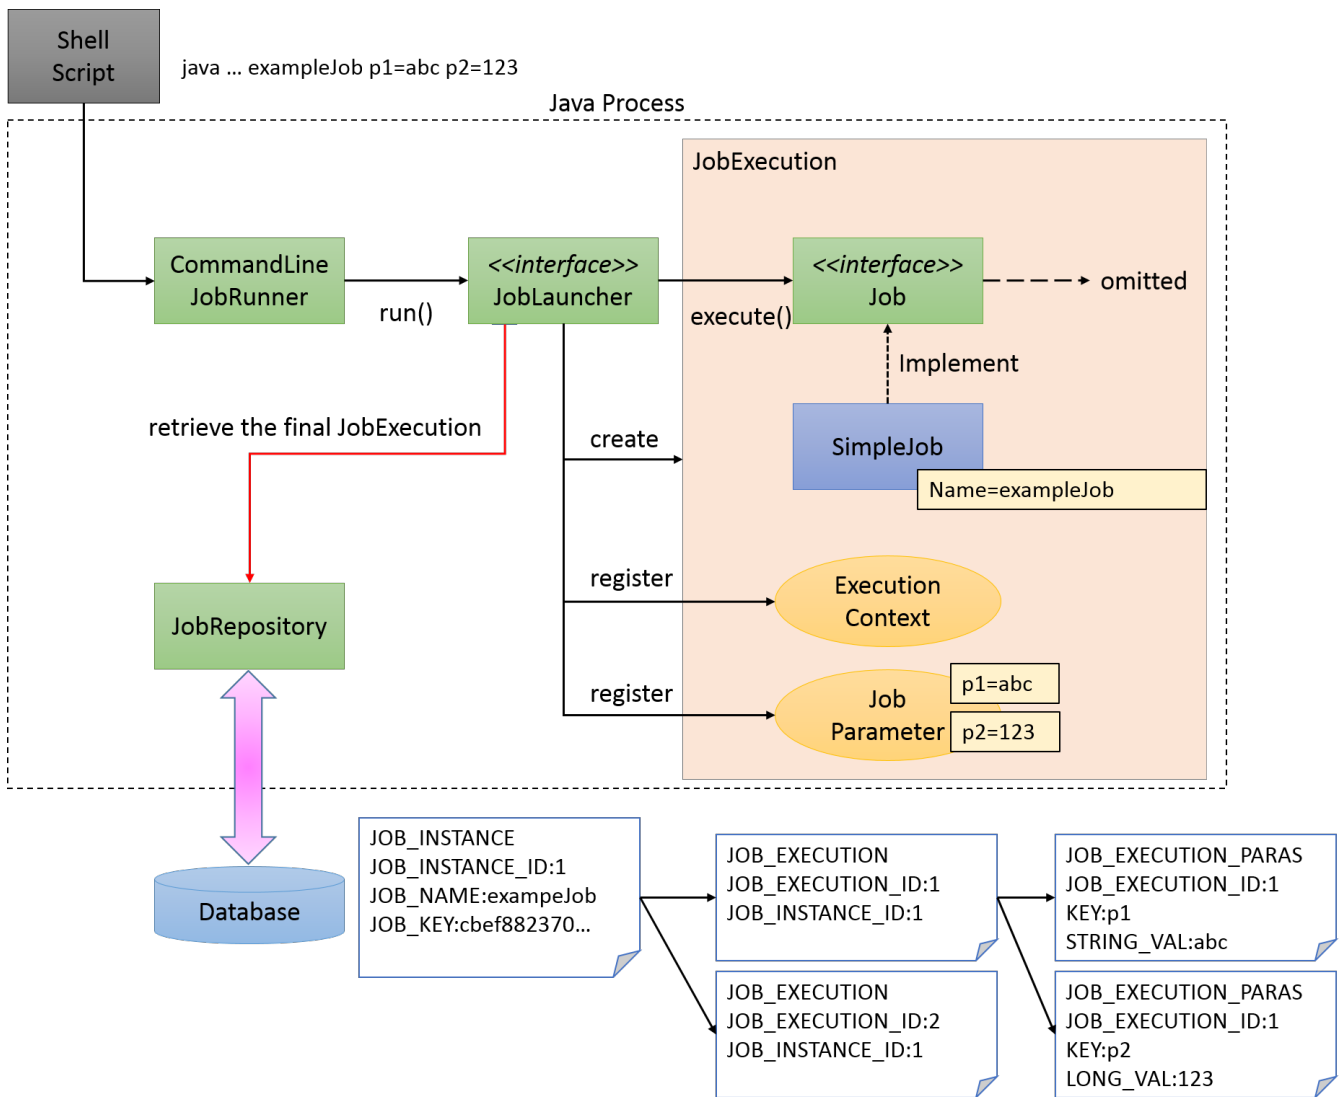 Shell
Script
java ... exampleJob p1=abc p2=123
Java Process
JobExecution
CommandLine
JobRunner
run()
<<interface>>
JobLauncher
execute()
<<interface>>
Job
omitted
Implement
SimpleJob
Name=exampleJob
retrieve the final JobExecution
create
register
Execution
Context
JobRepository
register
Job
Parameter
p1=abc
p2=123
Database
JOB_INSTANCE
JOB_INSTANCE_ID:1
JOB_NAME:exampeJob
JOB_KEY:cbef882370...
JOB_EXECUTION
JOB_EXECUTION_ID:1
JOB_INSTANCE_ID:1
JOB_EXECUTION_PARAS
JOB_EXECUTION_ID:1
KEY:p1
STRING_VAL:abc
JOB_EXECUTION
JOB_EXECUTION_ID:2
JOB_INSTANCE_ID:1
JOB_EXECUTION_PARAS
JOB_EXECUTION_ID:1
KEY:p2
LONG_VAL:123